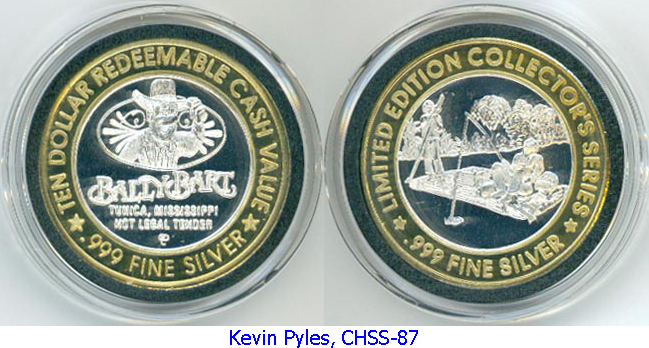 TEN DOLLAR REDEEMABLE CASH VALUE
BALLY BART
TUNICA, MISSISSIPPI
NOT LEGAL TENDER
.999 FINE SILVER
LIMITED EDITION COLLECTOR'S SERIES
.999 FINE SILVER
Kevin Pyles, CHSS-87